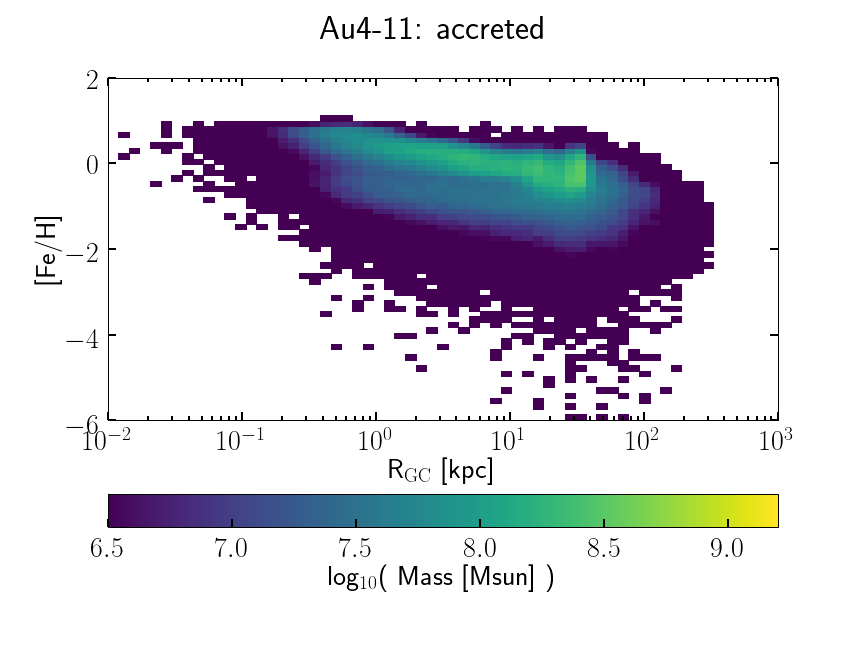 Au4-11: accreted
2
0
−2
−4
−6
[Fe/H]
10⁻² 10⁻¹ 10⁰ 10¹ 10² 10³
R_GC [kpc]
6.5 7.0 7.5 8.0 8.5 9.0
log₁₀( Mass [Msun] )